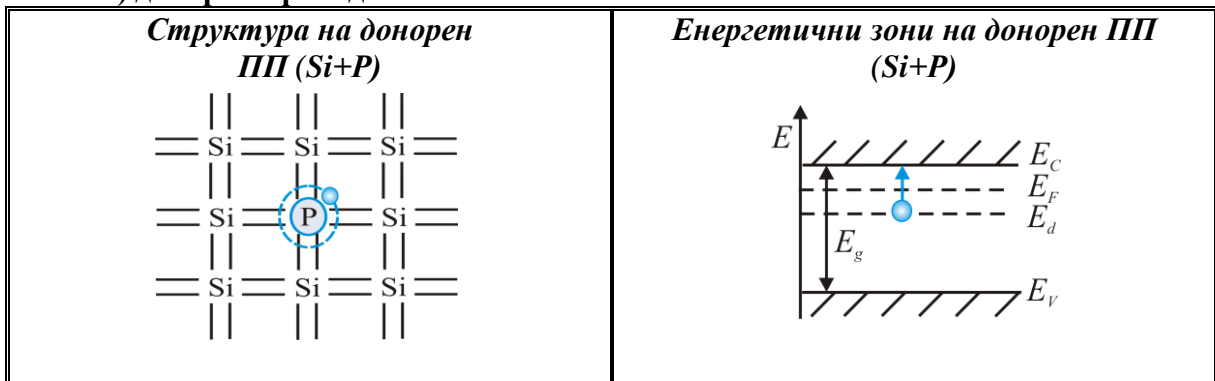 Структура на донорен
ПП (Si+P)
Si Si Si
Si P Si
Si Si Si
Енергетични зони на донорен ПП
(Si+P)
E
E_C
E_F
E_d
E_g
E_V